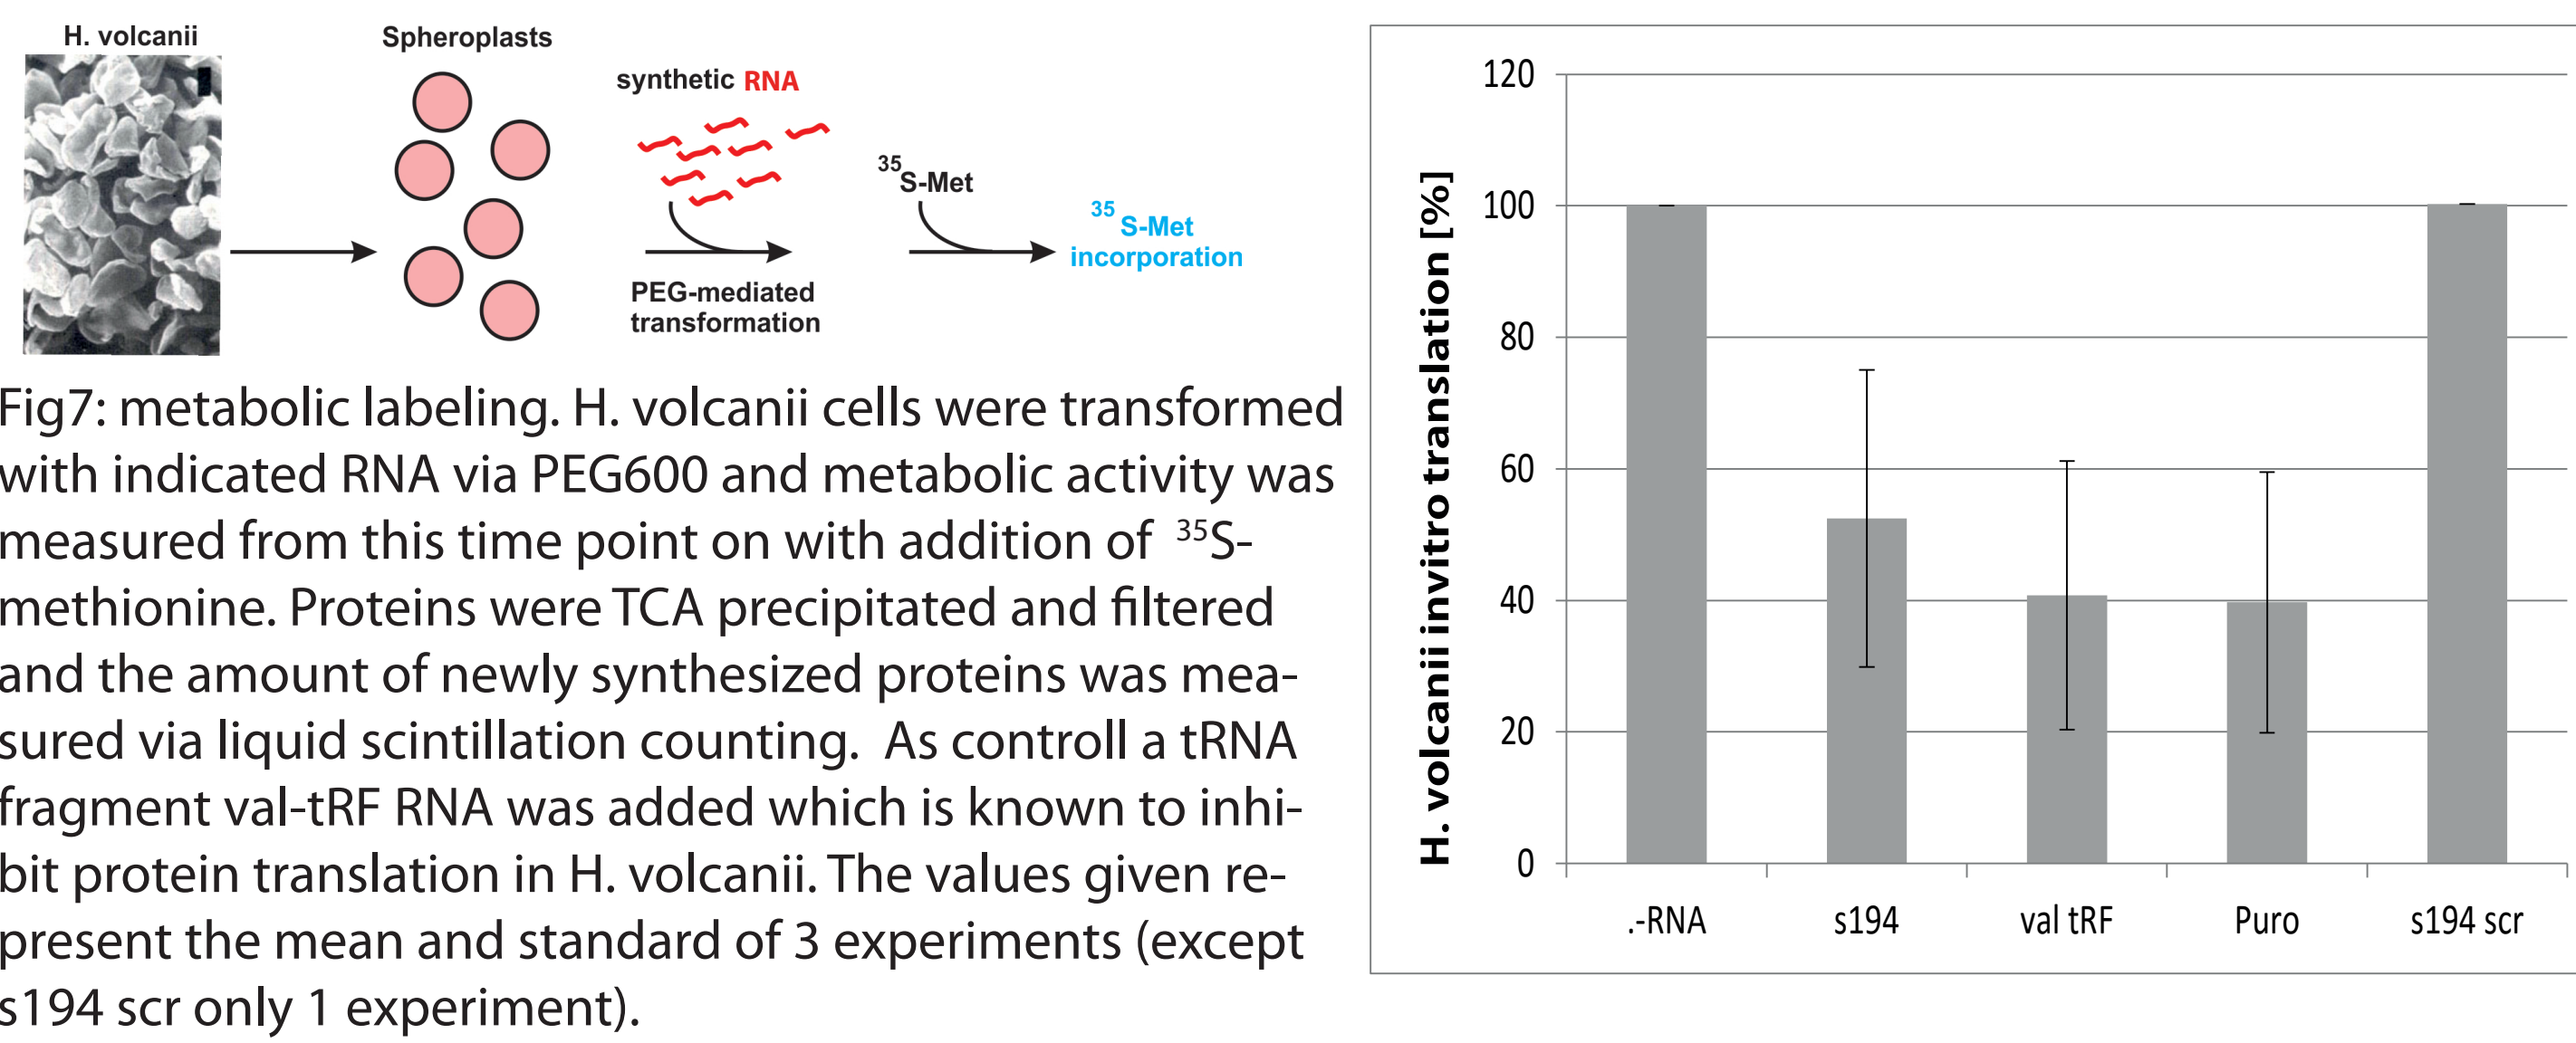 H. volcanii
Spheroplasts
synthetic RNA
35S-Met
35S-Met
incorporation
PEG-mediated
transformation
Fig7: metabolic labeling. H. volcanii cells were transformed
with indicated RNA via PEG600 and metabolic activity was
measured from this time point on with addition of 35S-
methionine. Proteins were TCA precipitated and filtered
and the amount of newly synthesized proteins was mea-
sured via liquid scintillation counting. As controll a tRNA
fragment val-tRF RNA was added which is known to inhi-
bit protein translation in H. volcanii. The values given re-
present the mean and standard of 3 experiments (except
s194 scr only 1 experiment).
H. volcanii invitro translation [%]
120
100
80
60
40
20
0
.-RNA s194 val tRF Puro s194 scr